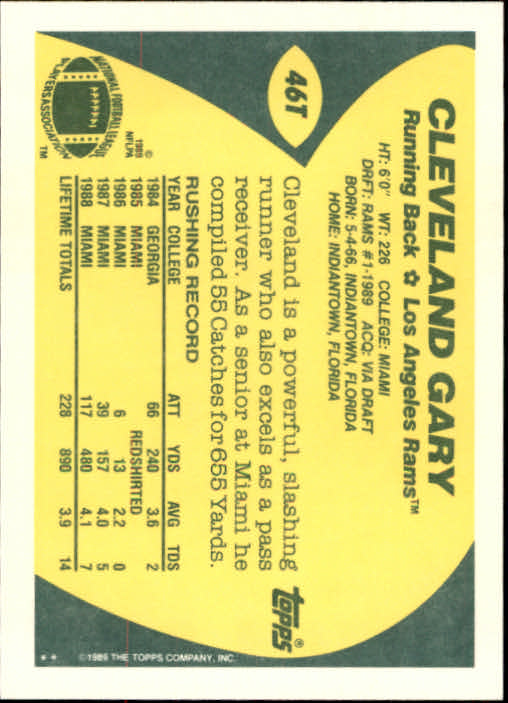 46T
CLEVELAND GARY
Running Back ✿ Los Angeles Rams™
HT: 6'0" WT: 226 COLLEGE: MIAMI
DRFT: RAMS #1-1989 ACQ: VIA DRAFT
BORN: 5-4-66, INDIANTOWN, FLORIDA
HOME: INDIANTOWN, FLORIDA
Cleveland is a powerful, slashing
runner who also excels as a pass
receiver. As a senior at Miami he
compiled 55 Catches for 655 Yards.
topps®
NATIONAL FOOTBALL LEAGUE
PLAYERS ASSOCIATION
™
©
1989
NFLPA
RUSHING RECORD
YEAR COLLEGE ATT YDS AVG TDS
1984 GEORGIA 66 240 3.6 2
1985 MIAMI REDSHIRTED
1986 MIAMI 6 13 2.2 0
1987 MIAMI 39 157 4.0 5
1988 MIAMI 117 480 4.1 7
LIFETIME TOTALS 228 890 3.9 14
©1989 THE TOPPS COMPANY, INC.
**